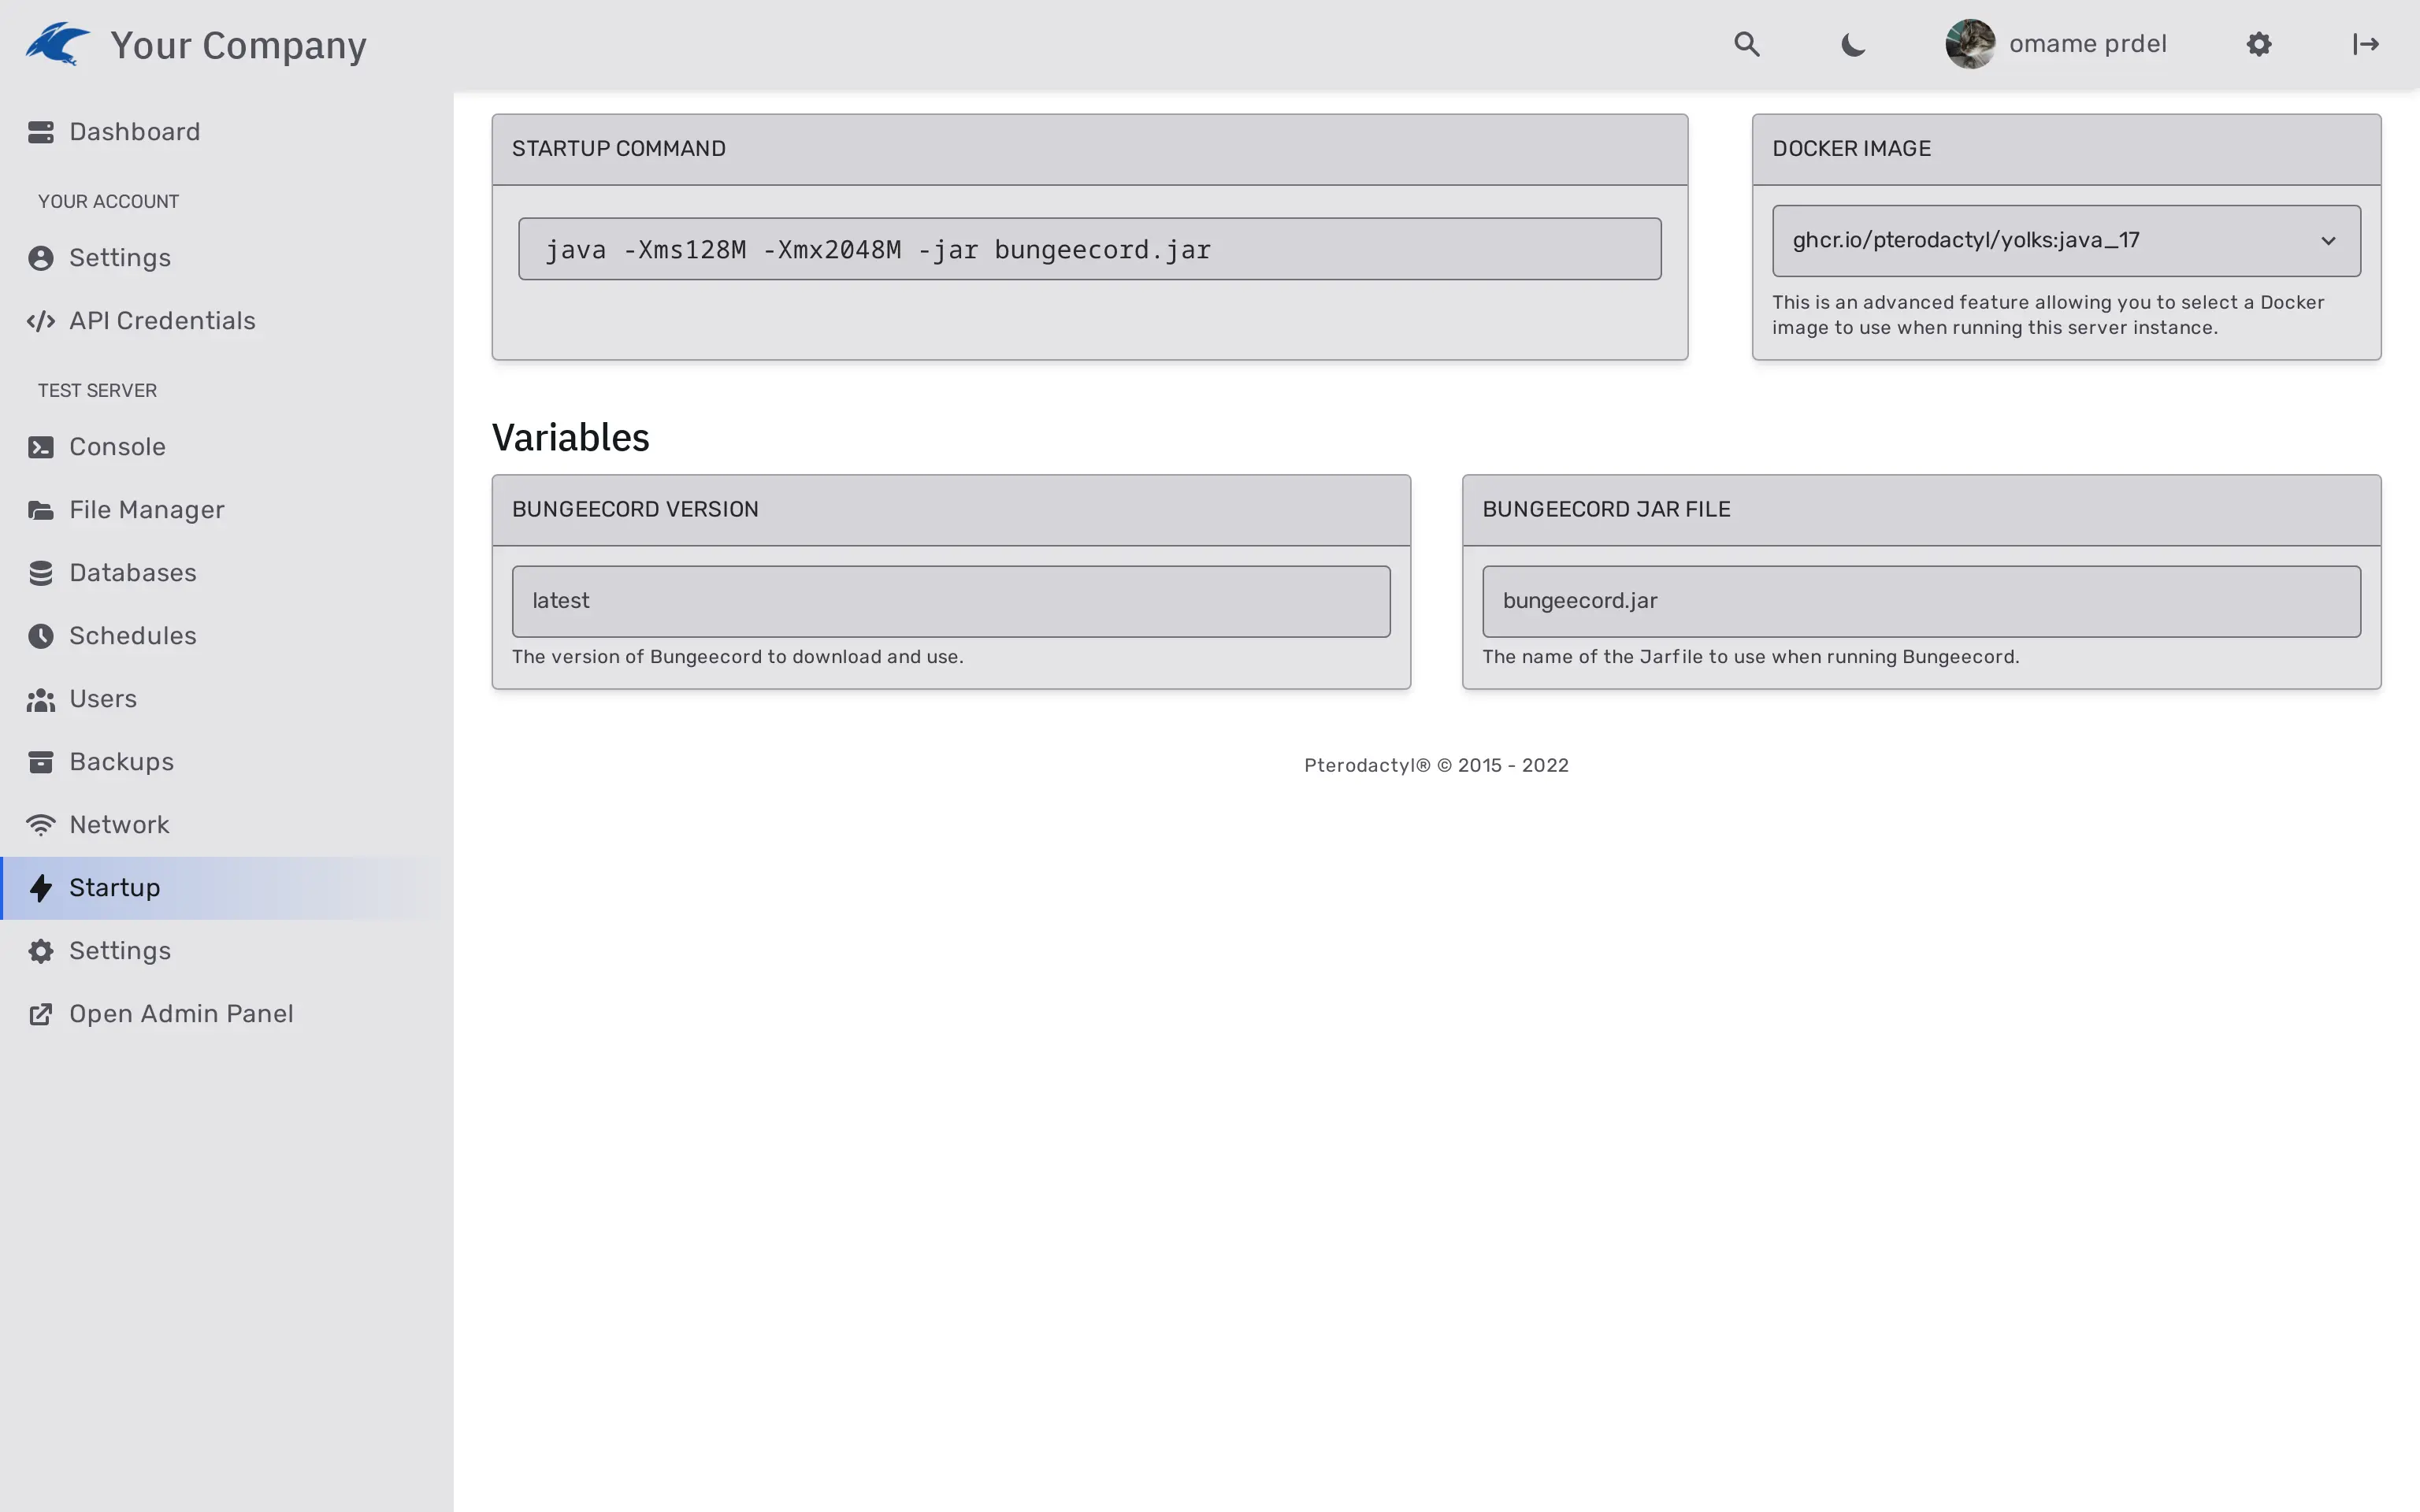 Your Company
omame prdel
Dashboard
YOUR ACCOUNT
Settings
API Credentials
TEST SERVER
Console
File Manager
Databases
Schedules
Users
Backups
Network
Startup
Settings
Open Admin Panel
STARTUP COMMAND
java -Xms128M -Xmx2048M -jar bungeecord.jar
DOCKER IMAGE
ghcr.io/pterodactyl/yolks:java_17
This is an advanced feature allowing you to select a Docker
image to use when running this server instance.
Variables
BUNGEECORD VERSION
latest
The version of Bungeecord to download and use.
BUNGEECORD JAR FILE
bungeecord.jar
The name of the Jarfile to use when running Bungeecord.
Pterodactyl® © 2015 - 2022